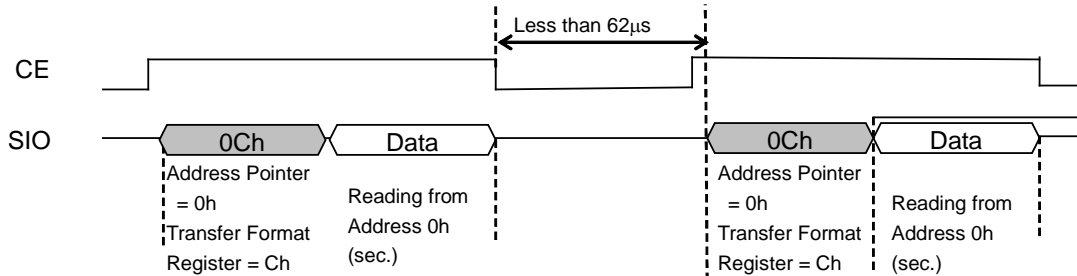 Less than 62μs
CE
SIO
0Ch
Data
0Ch
Data
Address Pointer
= 0h
Transfer Format
Register = Ch
Reading from
Address 0h
(sec.)
Address Pointer
= 0h
Transfer Format
Register = Ch
Reading from
Address 0h
(sec.)